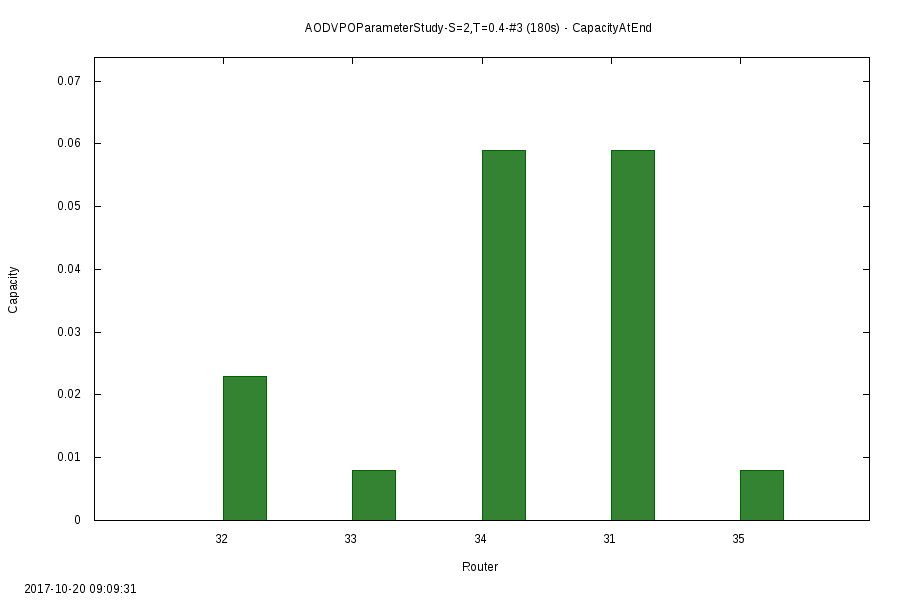 AODVPOParameterStudy-S=2,T=0.4-#3 (180s) - CapacityAtEnd
0.07
0.06
0.05
0.04
0.03
0.02
0.01
0
Capacity
32 33 34 31 35
Router
2017-10-20 09:09:31